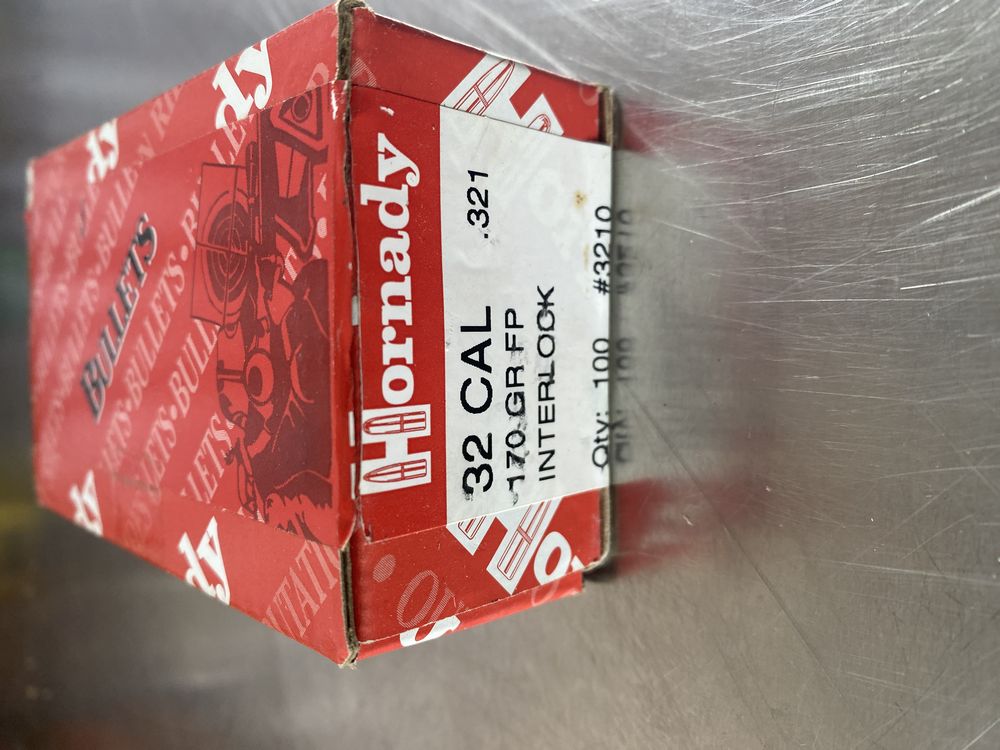 BULLETS
Hornady
32 CAL .321
170 GR FP
INTERLOCK
Qty: 100 #3210